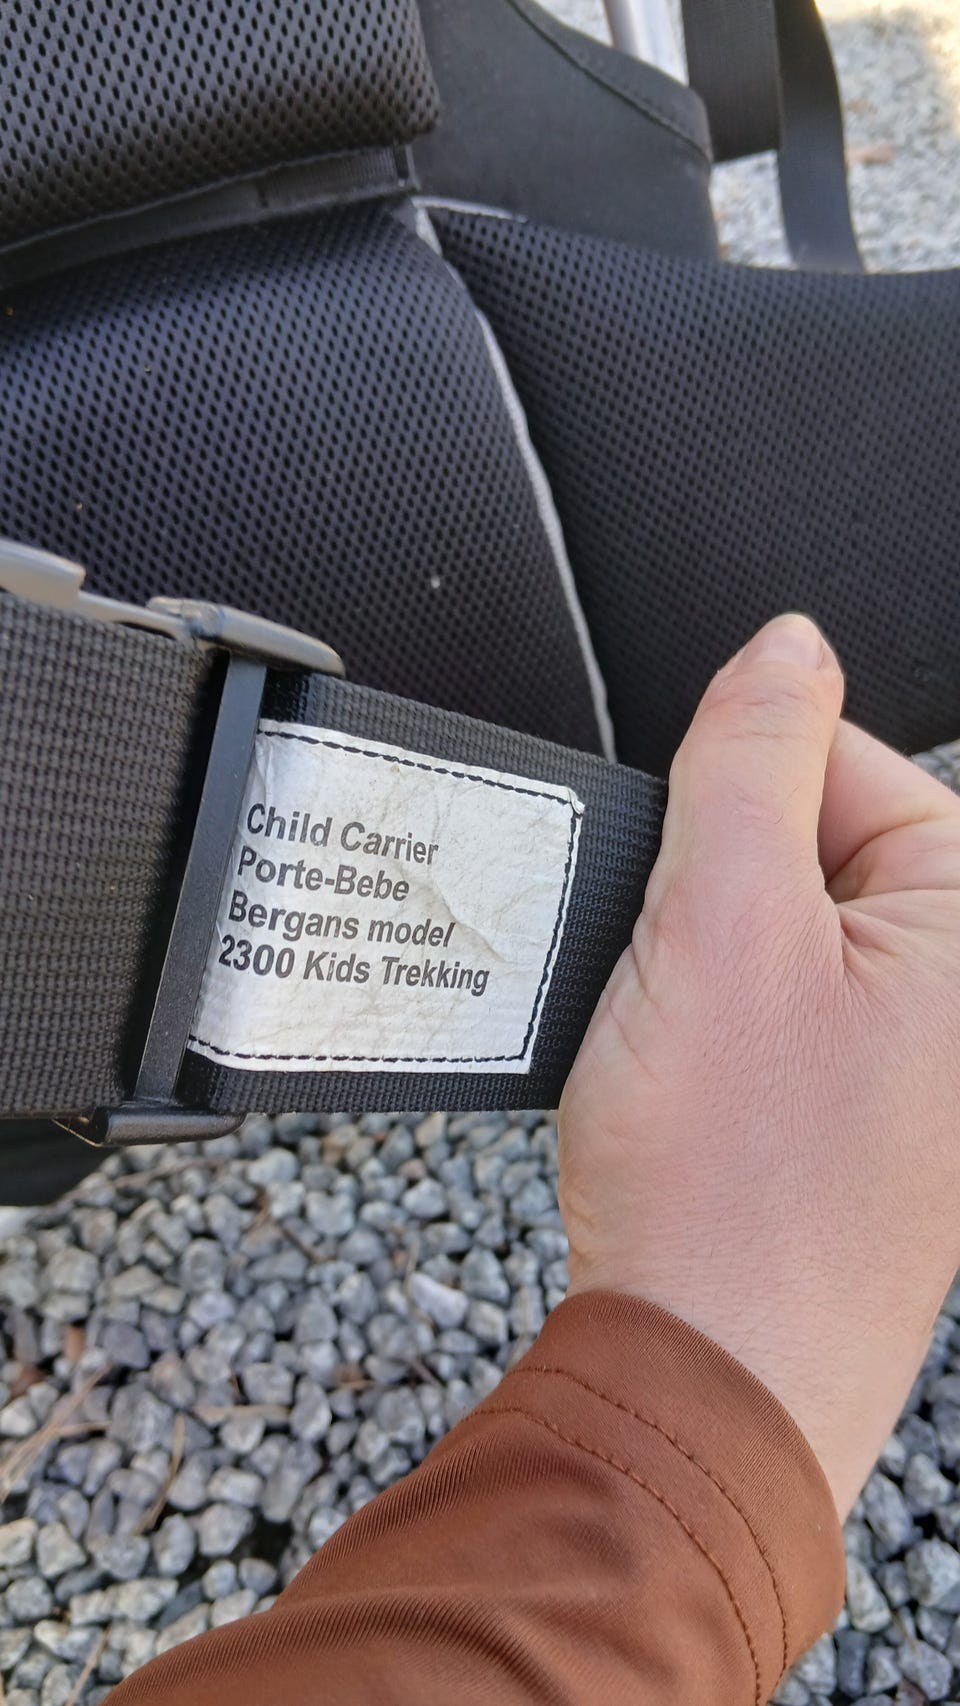 Child Carrier
Porte-Bebe
Bergans model
2300 Kids Trekking